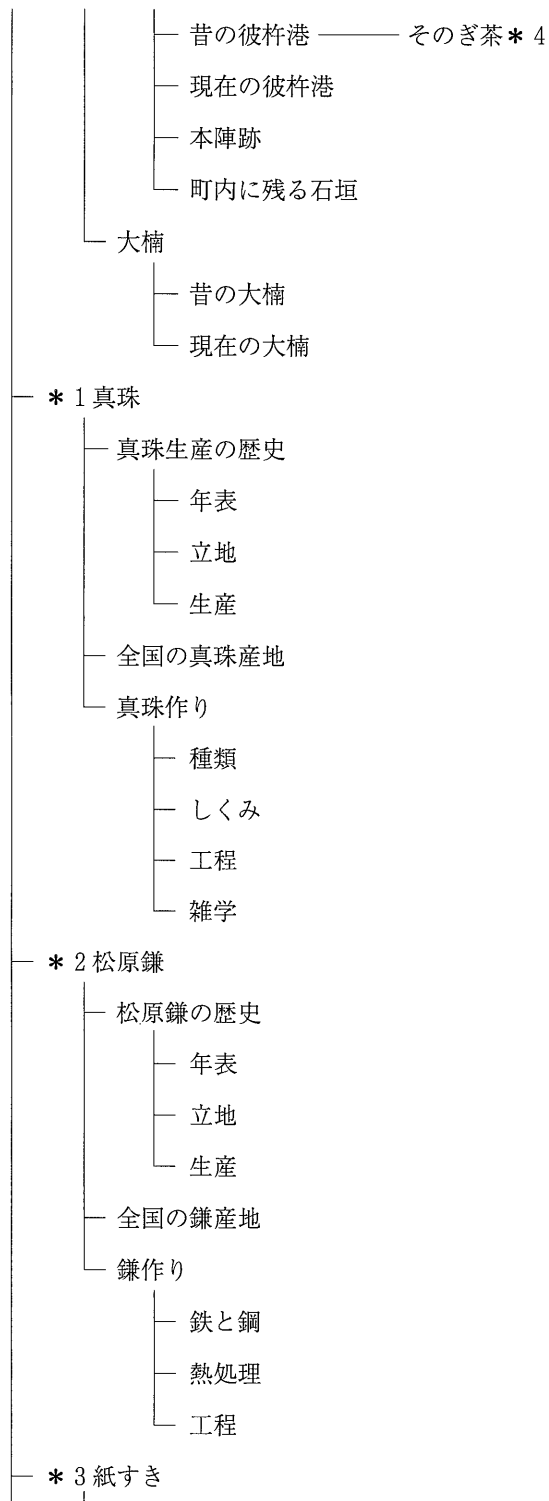 昔の彼杵港 そのぎ茶＊4
現在の彼杵港
本陣跡
町内に残る石垣
大楠
昔の大楠
現在の大楠
＊1真珠
真珠生産の歴史
年表
立地
生産
全国の真珠産地
真珠作り
種類
しくみ
工程
雑学
＊2松原鎌
松原鎌の歴史
年表
立地
生産
全国の鎌産地
鎌作り
鉄と鋼
熱処理
工程
＊3紙すき